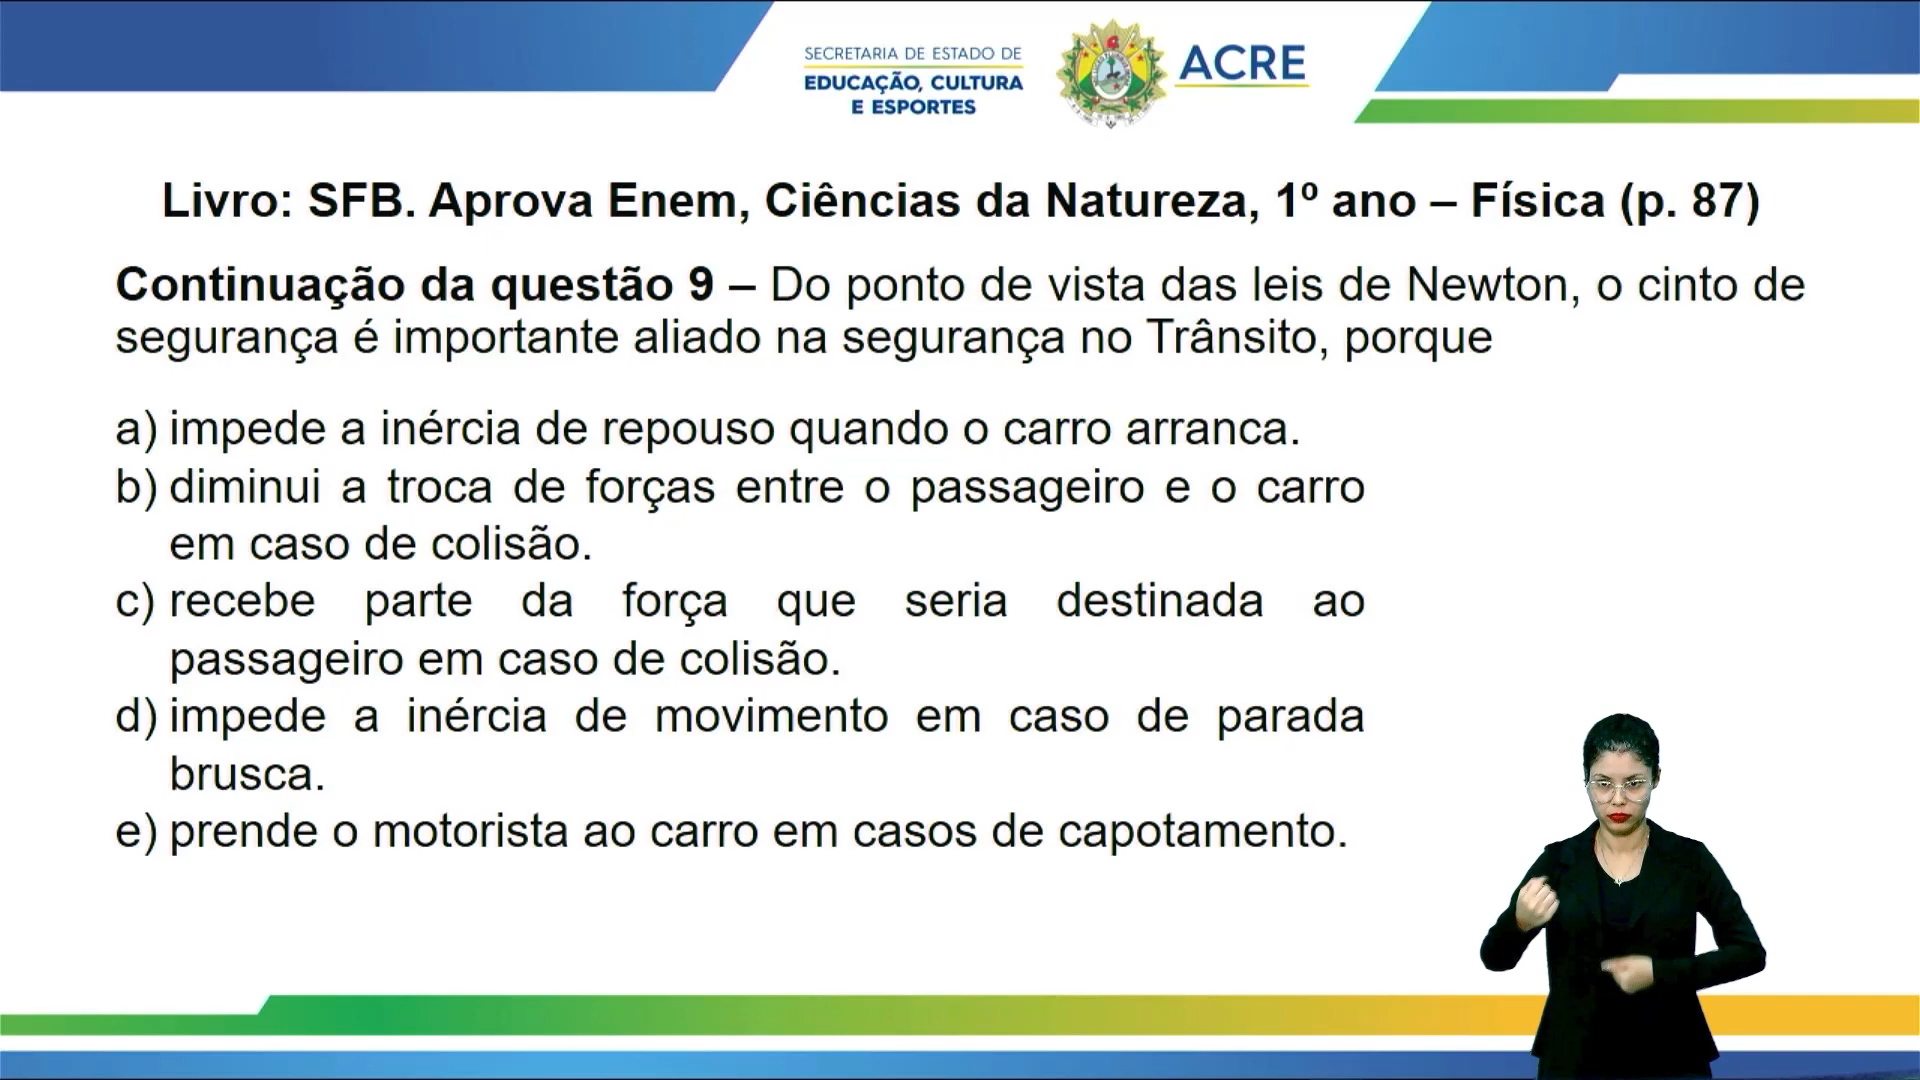 SECRETARIA DE ESTADO DE
EDUCAÇÃO, CULTURA
E ESPORTES
ACRE
Livro: SFB. Aprova Enem, Ciências da Natureza, 1º ano – Física (p. 87)
Continuação da questão 9 – Do ponto de vista das leis de Newton, o cinto de
segurança é importante aliado na segurança no Trânsito, porque
a) impede a inércia de repouso quando o carro arranca.
b) diminui a troca de forças entre o passageiro e o carro
em caso de colisão.
c) recebe parte da força que seria destinada ao
passageiro em caso de colisão.
d) impede a inércia de movimento em caso de parada
brusca.
e) prende o motorista ao carro em casos de capotamento.